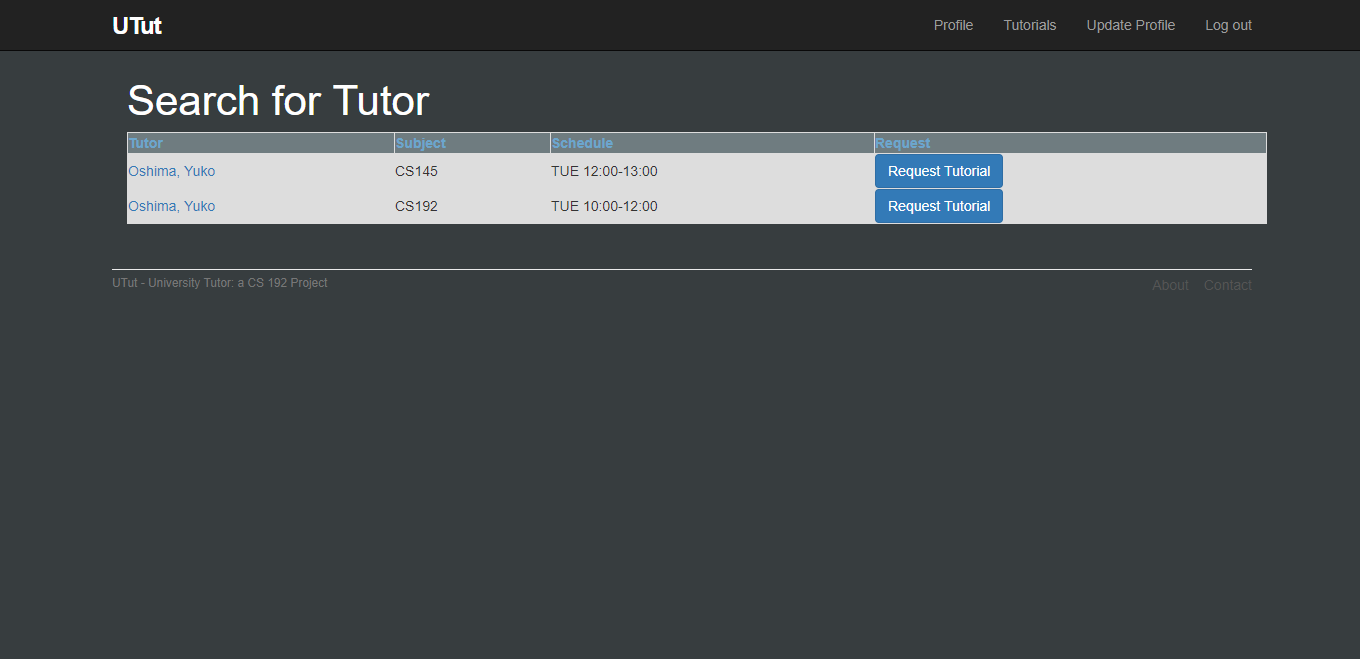 UTut Profile Tutorials Update Profile Log out
Search for Tutor
Tutor Subject Schedule Request
Oshima, Yuko CS145 TUE 12:00-13:00 Request Tutorial
Oshima, Yuko CS192 TUE 10:00-12:00 Request Tutorial
UTut - University Tutor: a CS 192 Project About Contact